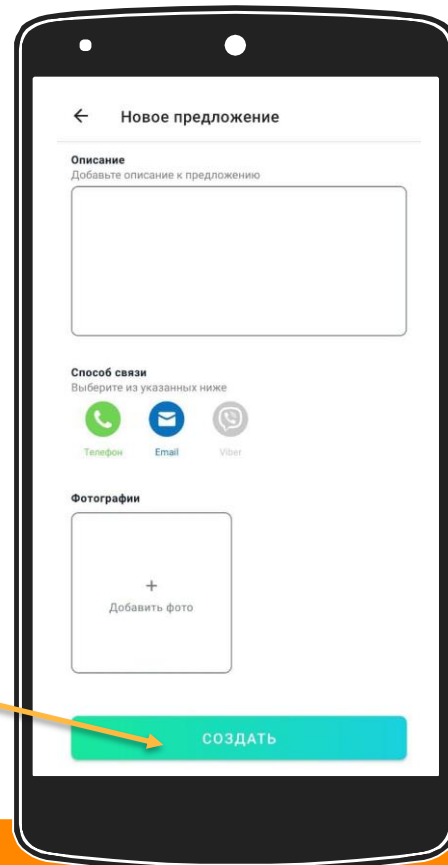 Новое предложение
Описание
Добавьте описание к предложению
Способ связи
Выберите из указанных ниже
Телефон Email Viber
Фотографии
+
Добавить фото
СОЗДАТЬ